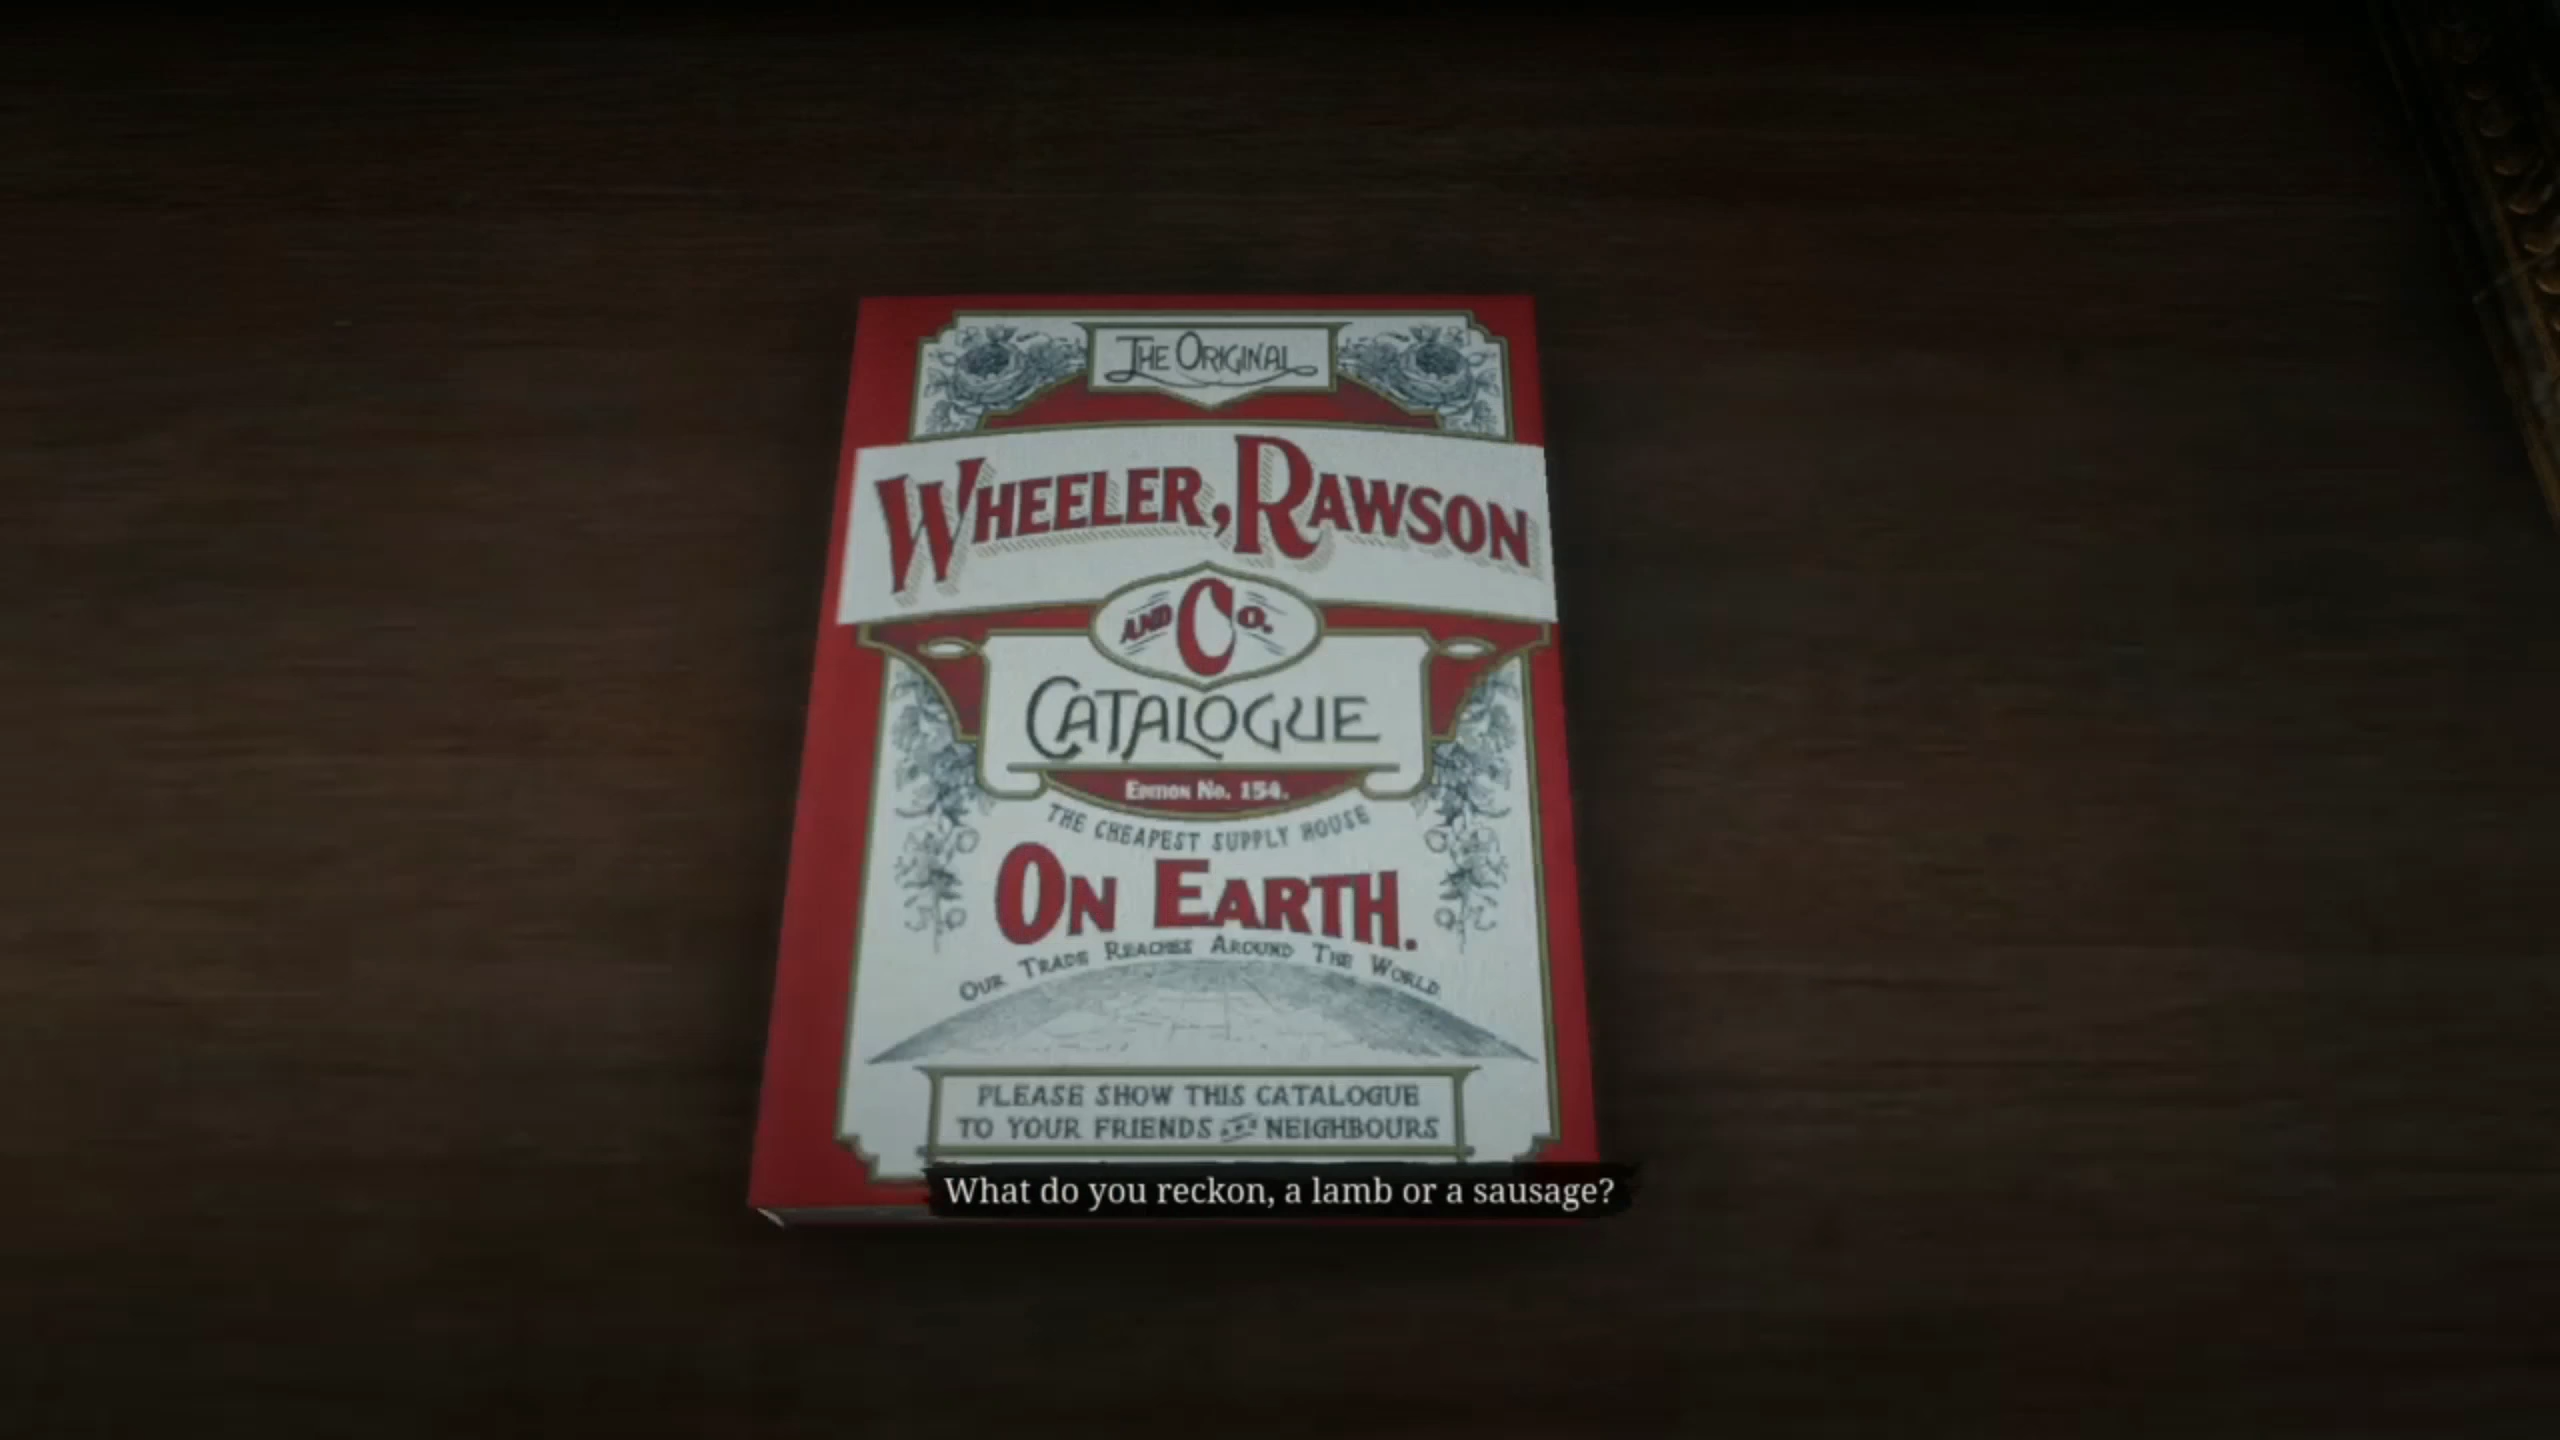 THE ORIGINAL
WHEELER, RAWSON
AND CO.
CATALOGUE
EDITION No. 154.
THE CHEAPEST SUPPLY HOUSE
ON EARTH.
OUR TRADE REACHES AROUND THE WORLD
PLEASE SHOW THIS CATALOGUE
TO YOUR FRIENDS AND NEIGHBOURS
What do you reckon, a lamb or a sausage?